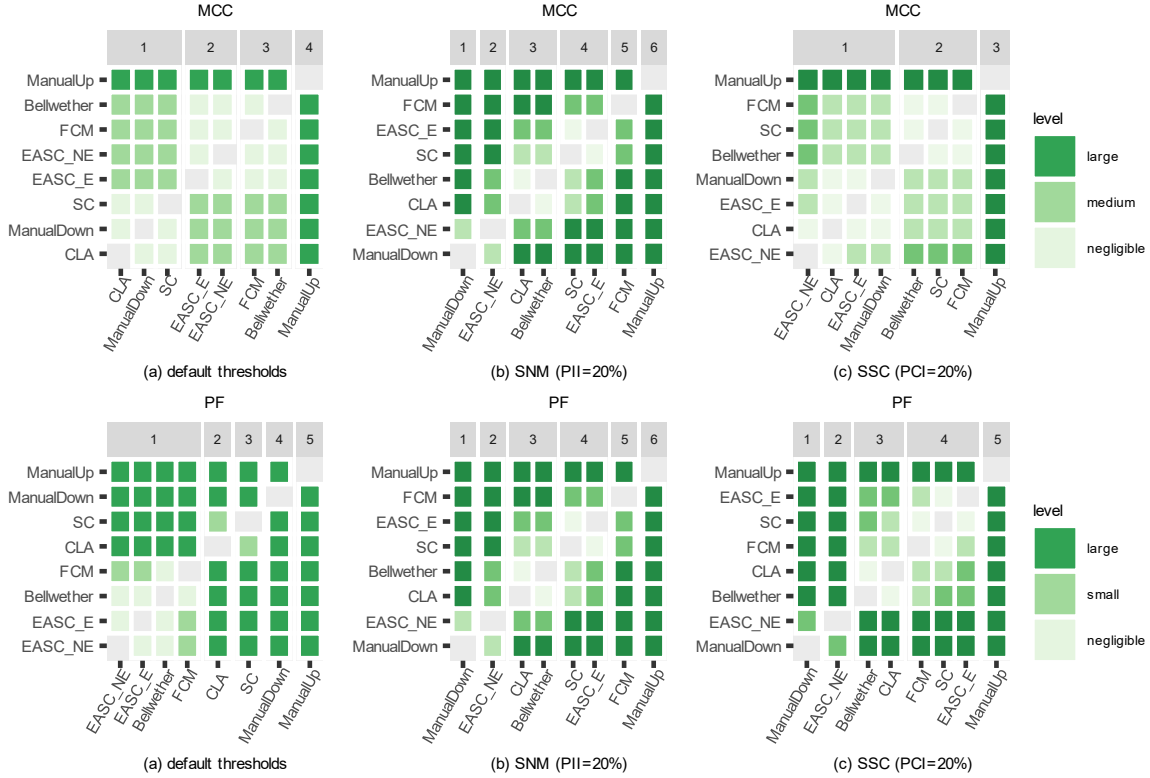 MCC
1 2 3 4
ManualUp
Bellwether
FCM
EASC_NE
EASC_E
SC
ManualDown
CLA
CLA ManualDown SC EASC_E EASC_NE FCM Bellwether ManualUp
(a) default thresholds
MCC
1 2 3 4 5 6
ManualUp
FCM
EASC_E
SC
Bellwether
CLA
EASC_NE
ManualDown
ManualDown EASC_NE CLA Bellwether SC EASC_E FCM ManualUp
(b) SNM (PII=20%)
MCC
1 2 3
ManualUp
FCM
SC
Bellwether
ManualDown
EASC_E
CLA
EASC_NE
EASC_NE CLA EASC_E ManualDown Bellwether SC FCM ManualUp
(c) SSC (PCI=20%)
level
large
medium
negligible
PF
1 2 3 4 5
ManualUp
ManualDown
SC
CLA
FCM
Bellwether
EASC_E
EASC_NE
EASC_NE EASC_E Bellwether FCM CLA SC ManualDown ManualUp
(a) default thresholds
PF
1 2 3 4 5 6
ManualUp
FCM
EASC_E
SC
Bellwether
CLA
EASC_NE
ManualDown
ManualDown EASC_NE CLA Bellwether SC EASC_E FCM ManualUp
(b) SNM (PII=20%)
PF
1 2 3 4 5
ManualUp
EASC_E
SC
FCM
CLA
Bellwether
EASC_NE
ManualDown
ManualDown EASC_NE Bellwether CLA FCM SC EASC_E ManualUp
(c) SSC (PCI=20%)
level
large
small
negligible